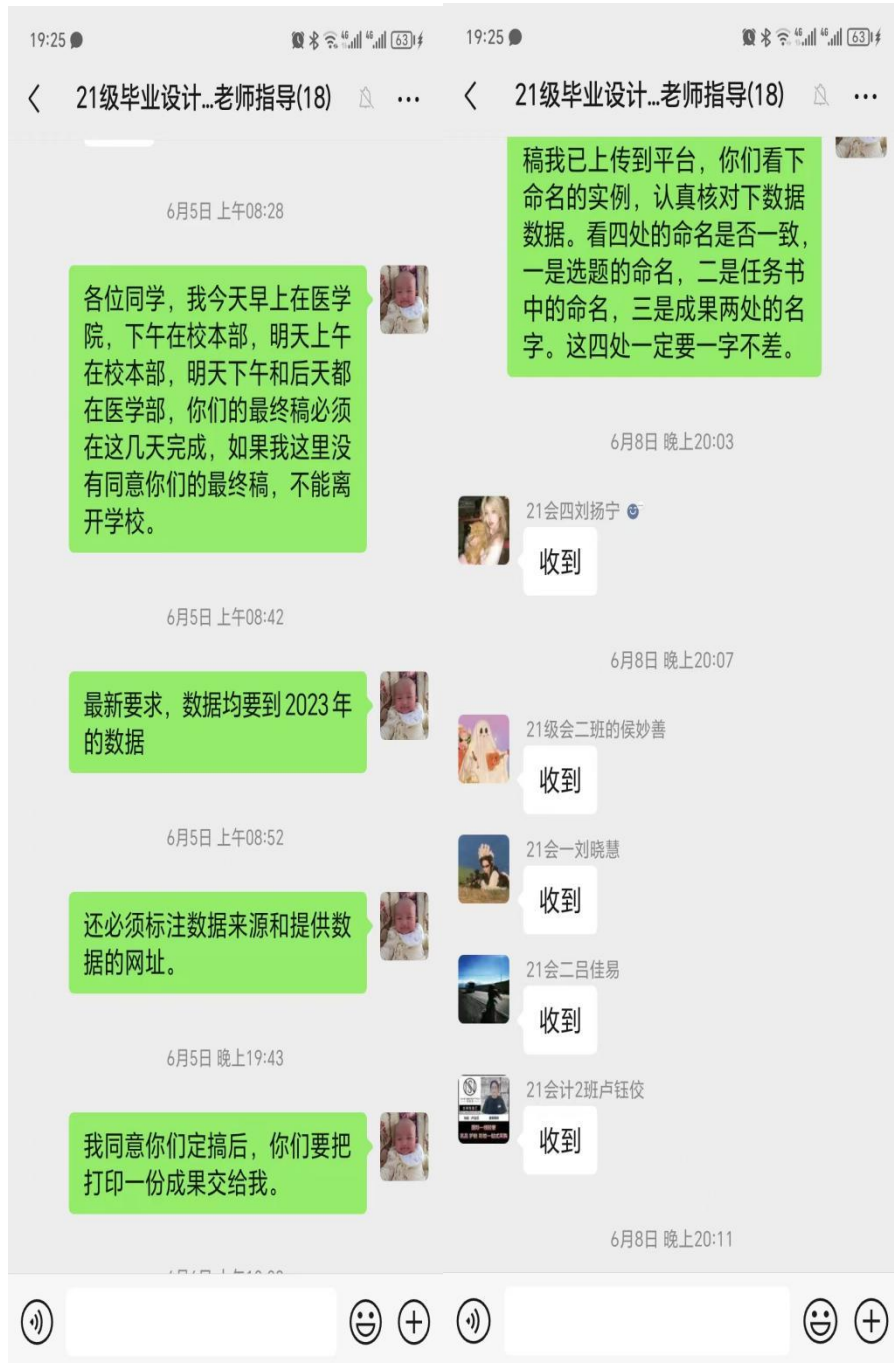 19:25
46 46 63
21级毕业设计...老师指导(18)
6月5日 上午08:28
各位同学，我今天早上在医学
院，下午在校本部，明天上午
在校本部，明天下午和后天都
在医学部，你们的最终稿必须
在这几天完成，如果我这里没
有同意你们的最终稿，不能离
开学校。
6月5日 上午08:42
最新要求，数据均要到2023年
的数据
6月5日 上午08:52
还必须标注数据来源和提供数
据的网址。
6月5日 晚上19:43
我同意你们定搞后，你们要把
打印一份成果交给我。
19:25
46 46 63
21级毕业设计...老师指导(18)
稿我已上传到平台，你们看下
命名的实例，认真核对下数据
数据。看四处的命名是否一致，
一是选题的命名，二是任务书
中的命名，三是成果两处的名
字。这四处一定要一字不差。
6月8日 晚上20:03
21会四刘扬宁
收到
6月8日 晚上20:07
21级会二班的侯妙善
收到
21会一刘晓慧
收到
21会二吕佳易
收到
21会计2班卢钰佼
收到
6月8日 晚上20:11